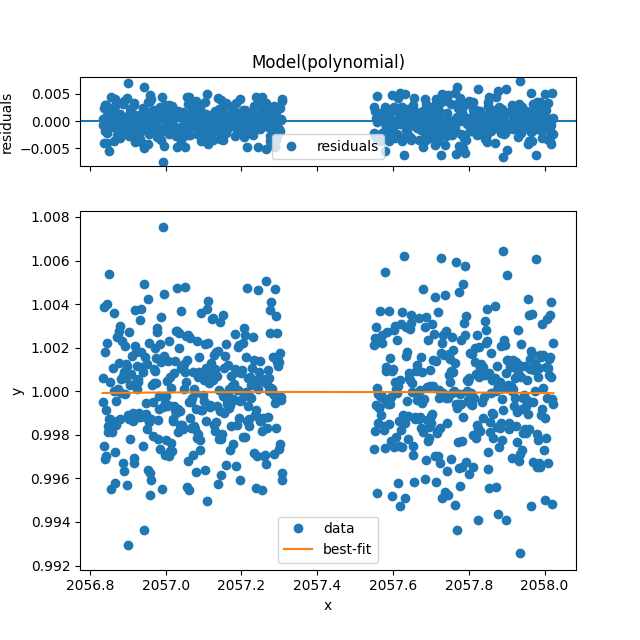 Model(polynomial)
residuals
0.005
0.000
−0.005
residuals
y
1.008
1.006
1.004
1.002
1.000
0.998
0.996
0.994
0.992
data
best-fit
2056.8 2057.0 2057.2 2057.4 2057.6 2057.8 2058.0
x